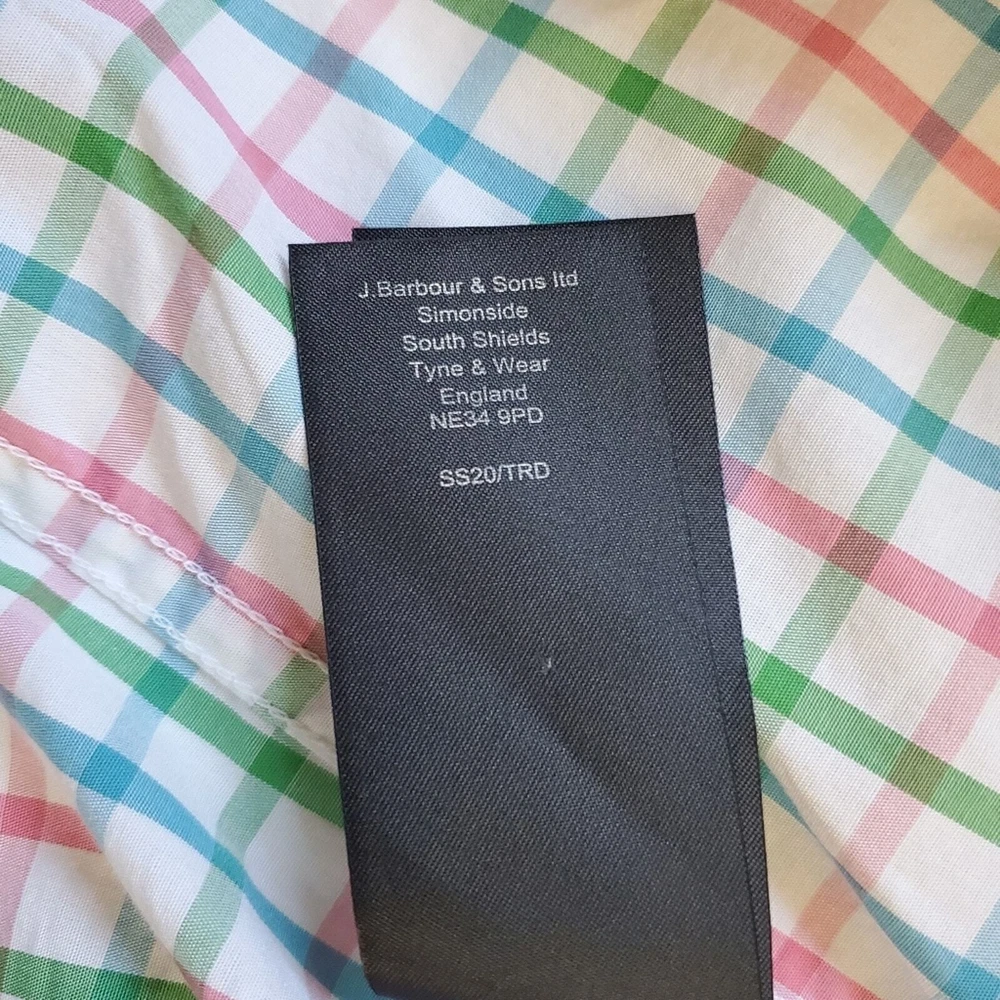 J.Barbour & Sons ltd
Simonside
South Shields
Tyne & Wear
England
NE34 9PD
SS20/TRD